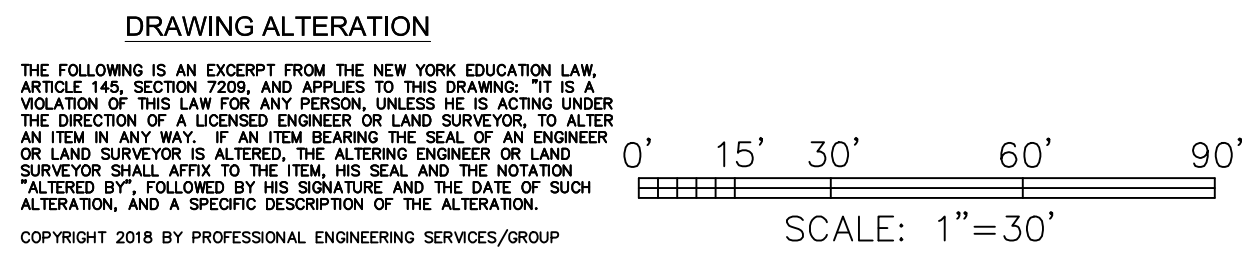 DRAWING ALTERATION
THE FOLLOWING IS AN EXCERPT FROM THE NEW YORK EDUCATION LAW,
ARTICLE 145, SECTION 7209, AND APPLIES TO THIS DRAWING: "IT IS A
VIOLATION OF THIS LAW FOR ANY PERSON, UNLESS HE IS ACTING UNDER
THE DIRECTION OF A LICENSED ENGINEER OR LAND SURVEYOR, TO ALTER
AN ITEM IN ANY WAY. IF AN ITEM BEARING THE SEAL OF AN ENGINEER
OR LAND SURVEYOR IS ALTERED, THE ALTERING ENGINEER OR LAND
SURVEYOR SHALL AFFIX TO THE ITEM, HIS SEAL AND THE NOTATION
"ALTERED BY", FOLLOWED BY HIS SIGNATURE AND THE DATE OF SUCH
ALTERATION, AND A SPECIFIC DESCRIPTION OF THE ALTERATION.
COPYRIGHT 2018 BY PROFESSIONAL ENGINEERING SERVICES/GROUP
0' 15' 30' 60' 90'
SCALE: 1"=30'